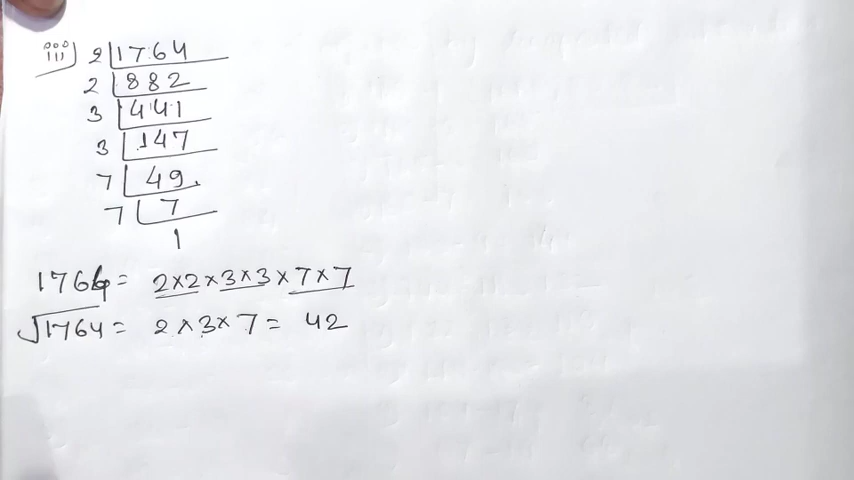 iii) 2 | 1764
2 | 882
3 | 441
3 | 147
7 | 49
7 | 7
1
1764 = 2×2×3×3×7×7
√1764 = 2×3×7 = 42